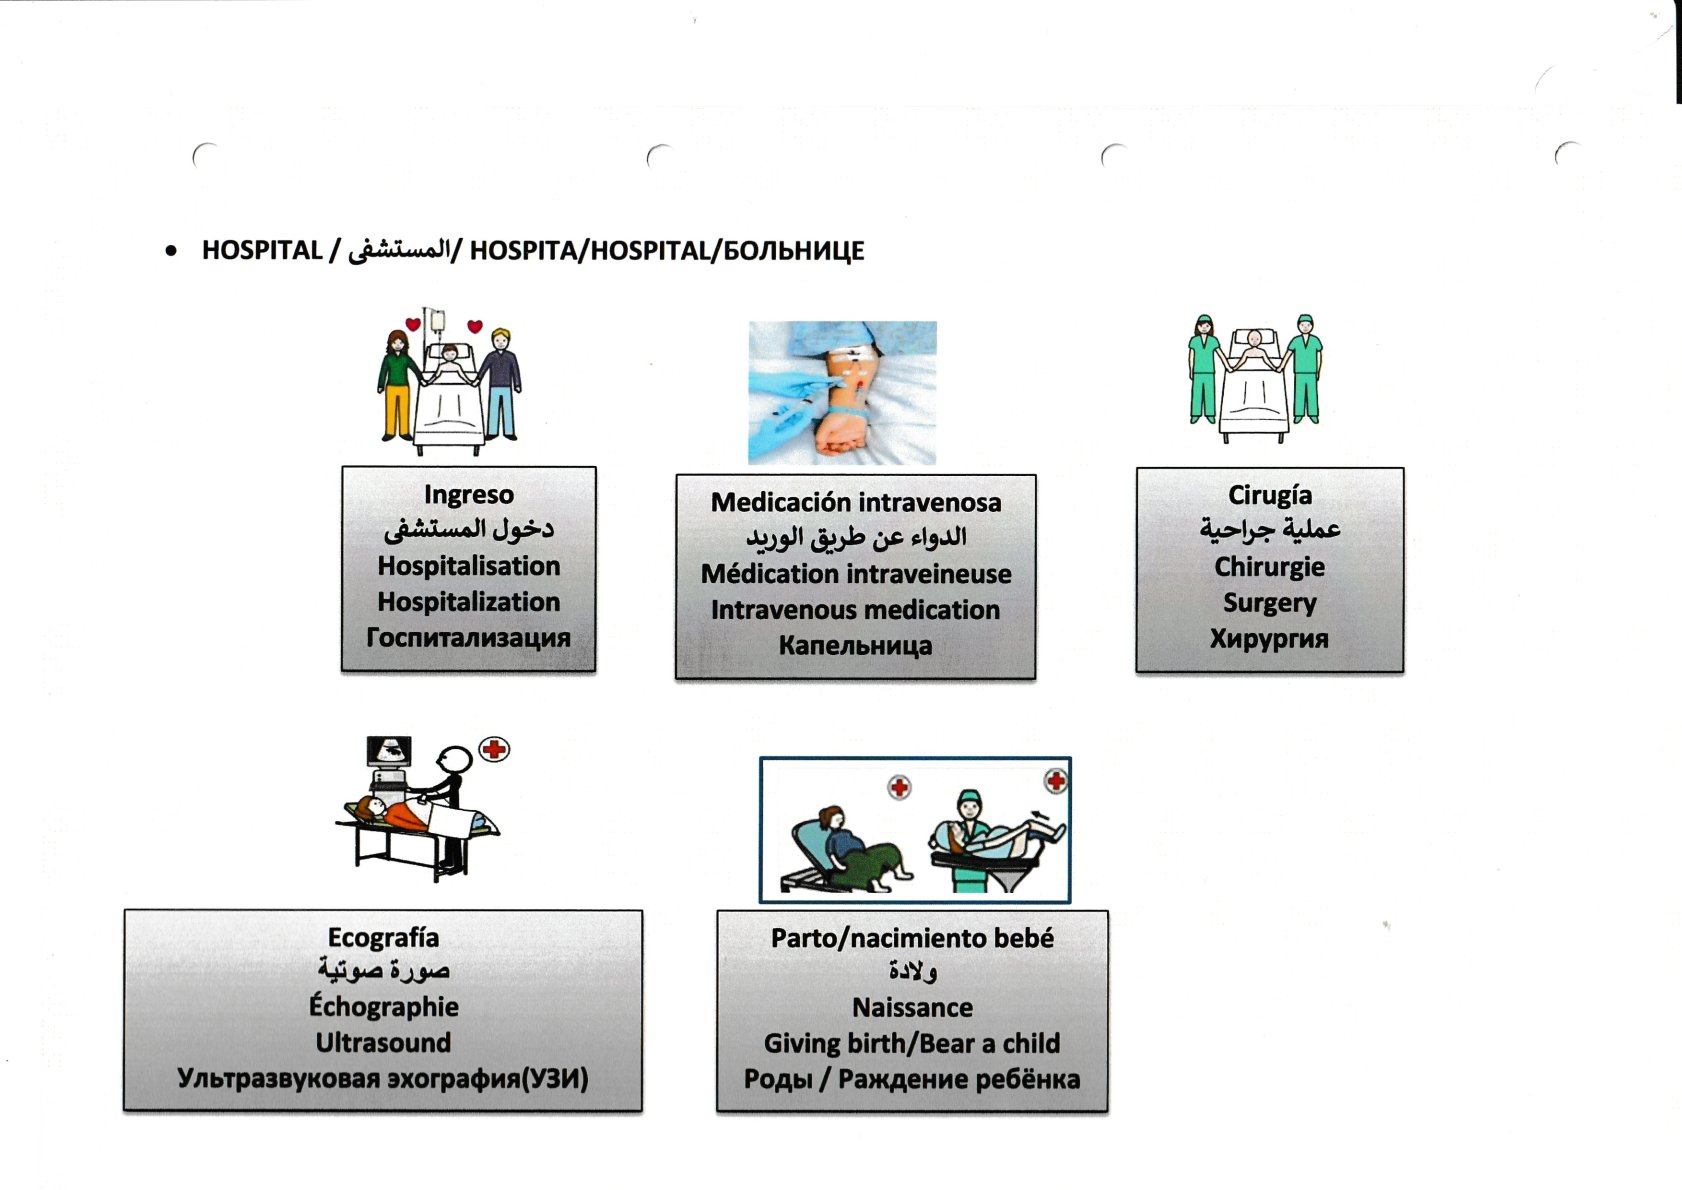 • HOSPITAL / المستشفى/ HOSPITA/HOSPITAL/БОЛЬНИЦЕ
Ingreso
دخول المستشفى
Hospitalisation
Hospitalization
Госпитализация
Medicación intravenosa
الدواء عن طريق الوريد
Médication intraveineuse
Intravenous medication
Капельница
Cirugía
عملية جراحية
Chirurgie
Surgery
Хирургия
Ecografía
صورة صوتية
Échographie
Ultrasound
Ультразвуковая эхография(УЗИ)
Parto/nacimiento bebé
ولادة
Naissance
Giving birth/Bear a child
Роды / Раждение ребёнка